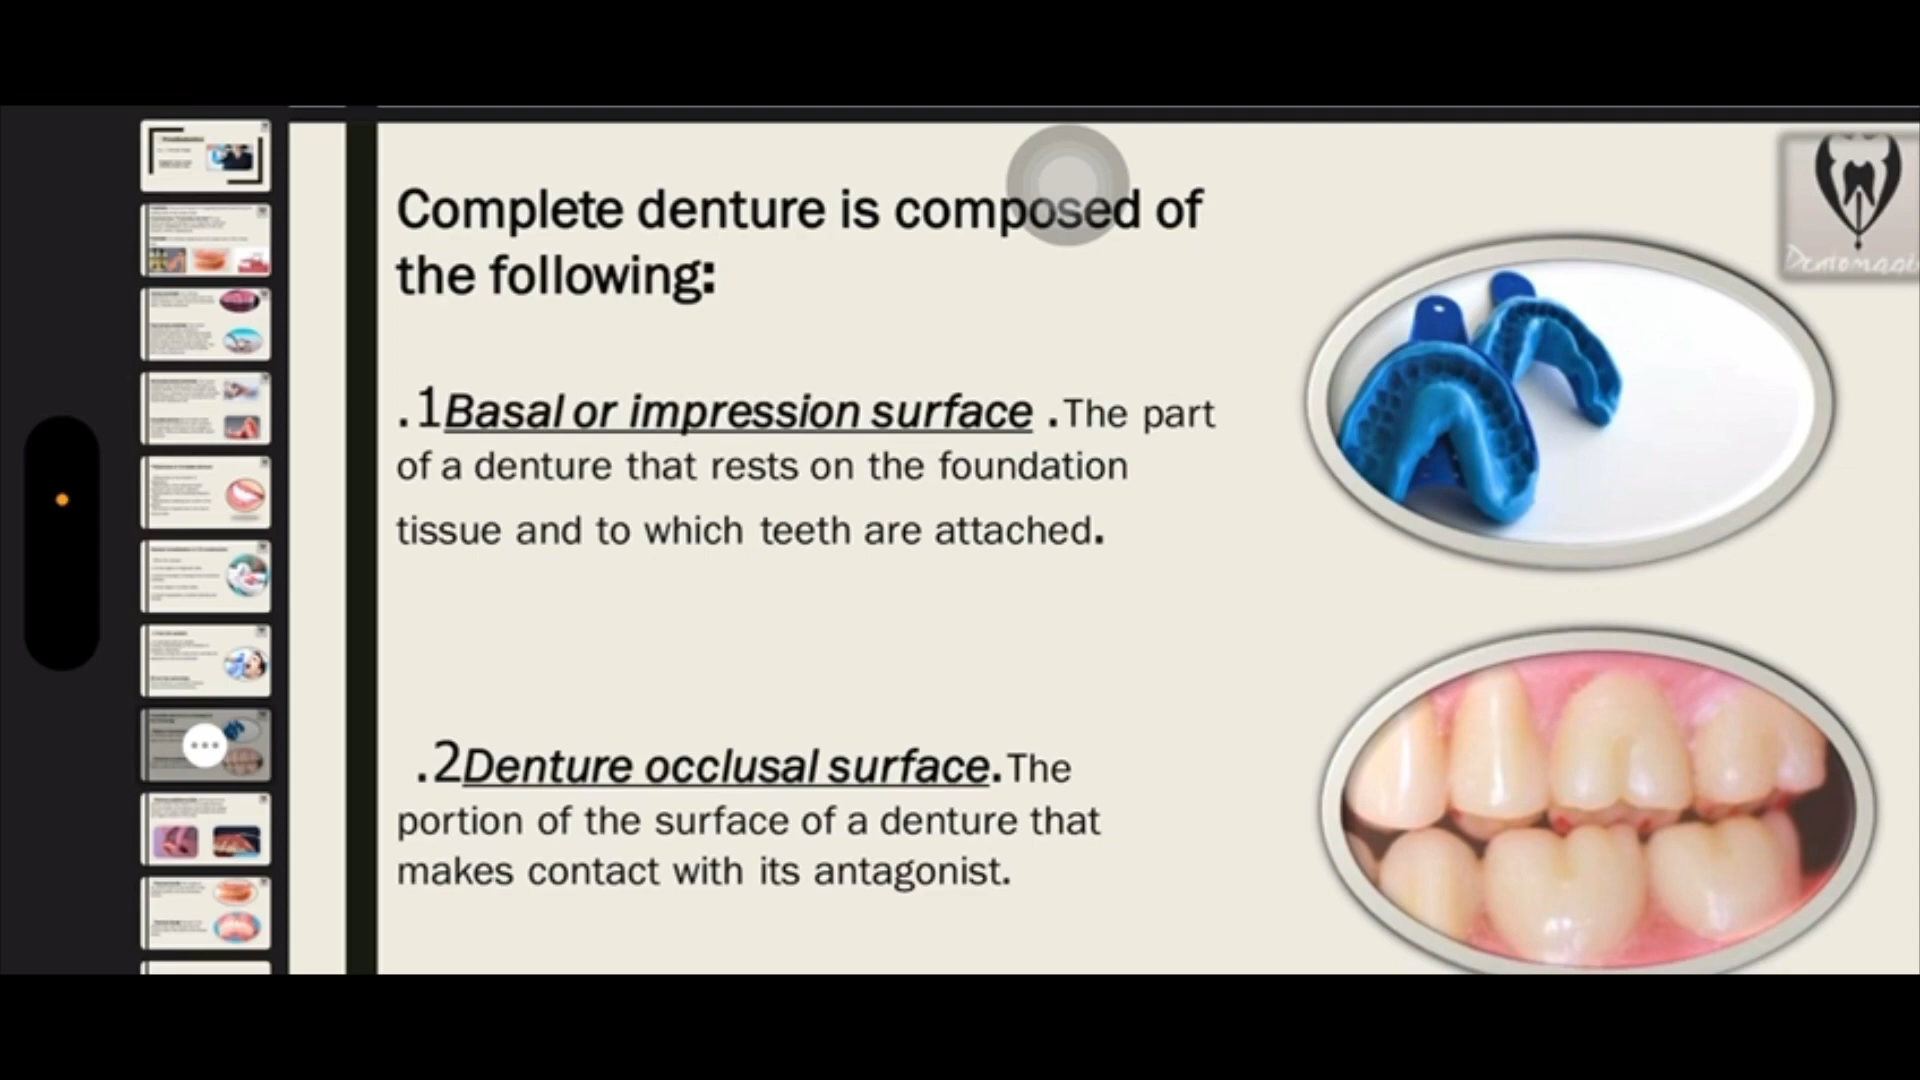 Complete denture is composed of
the following:
.1Basal or impression surface .The part
of a denture that rests on the foundation
tissue and to which teeth are attached.
.2Denture occlusal surface.The
portion of the surface of a denture that
makes contact with its antagonist.